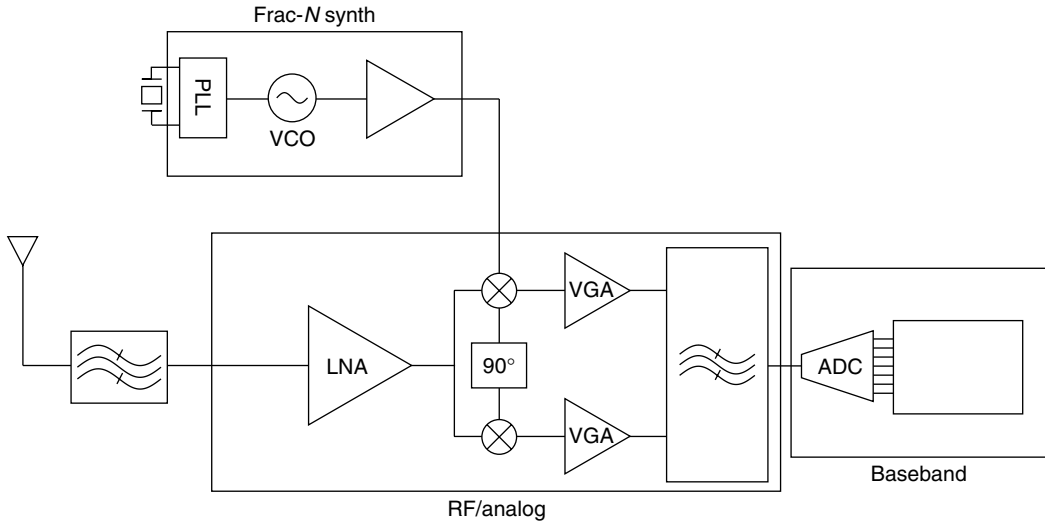 Frac-N synth
PLL
VCO
VGA
LNA
90°
ADC
VGA
Baseband
RF/analog